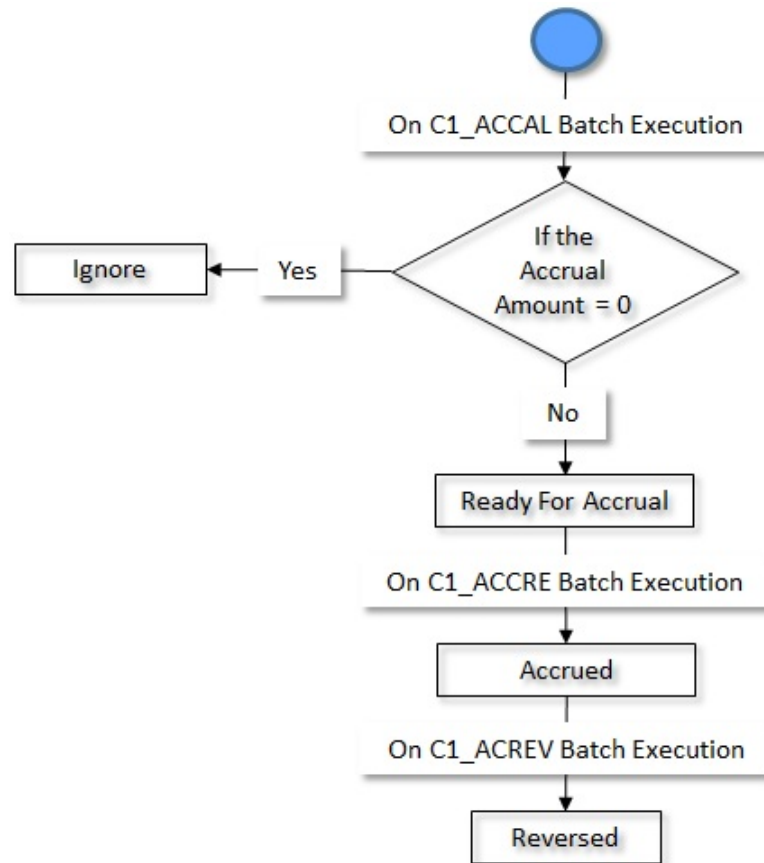 On C1_ACCAL Batch Execution
If the
Accrual
Amount = 0
Yes
Ignore
No
Ready For Accrual
On C1_ACCRE Batch Execution
Accrued
On C1_ACREV Batch Execution
Reversed